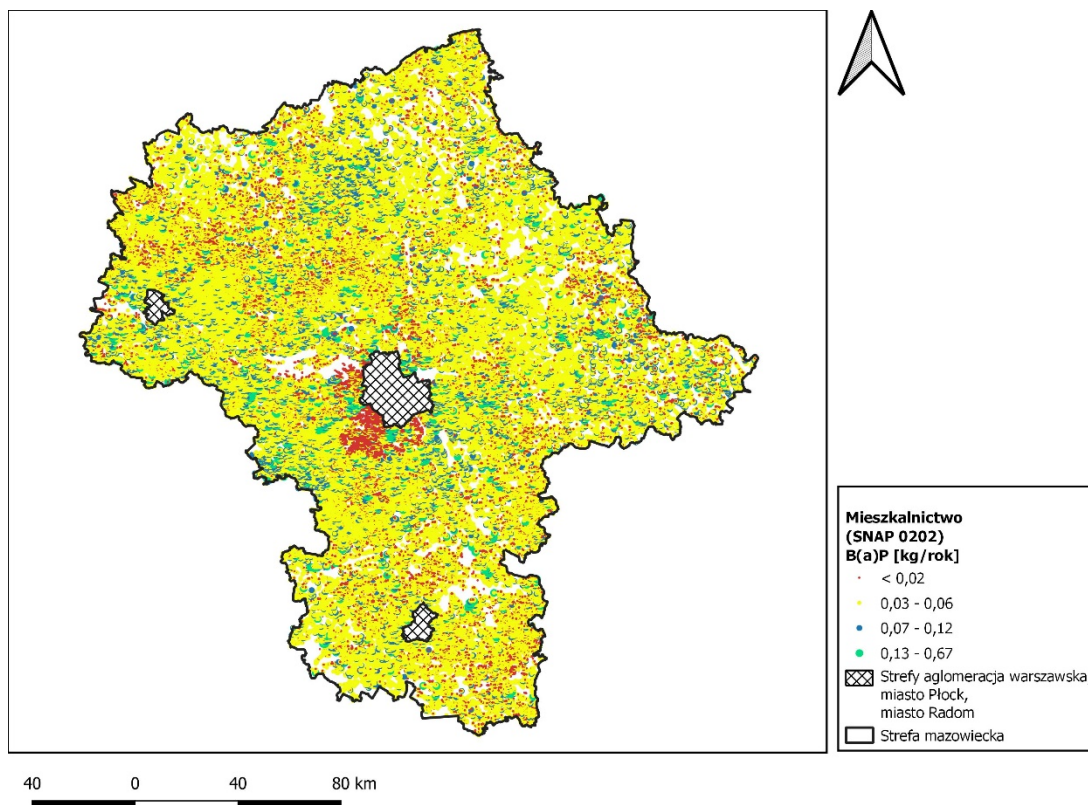 Mieszkalnictwo
(SNAP 0202)
B(a)P [kg/rok]
< 0,02
0,03 - 0,06
0,07 - 0,12
0,13 - 0,67
Strefy aglomeracja warszawska
miasto Płock,
miasto Radom
Strefa mazowiecka
40 0 40 80 km